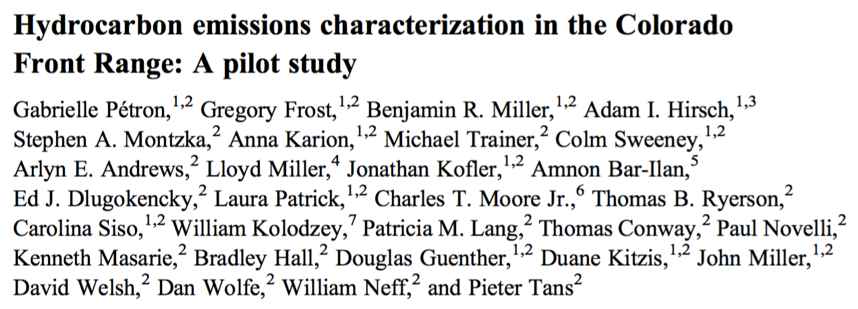 Hydrocarbon emissions characterization in the Colorado
Front Range: A pilot study
Gabrielle Pétron,1,2 Gregory Frost,1,2 Benjamin R. Miller,1,2 Adam I. Hirsch,1,3
Stephen A. Montzka,2 Anna Karion,1,2 Michael Trainer,2 Colm Sweeney,1,2
Arlyn E. Andrews,2 Lloyd Miller,4 Jonathan Kofler,1,2 Amnon Bar-Ilan,5
Ed J. Dlugokencky,2 Laura Patrick,1,2 Charles T. Moore Jr.,6 Thomas B. Ryerson,2
Carolina Siso,1,2 William Kolodzey,7 Patricia M. Lang,2 Thomas Conway,2 Paul Novelli,2
Kenneth Masarie,2 Bradley Hall,2 Douglas Guenther,1,2 Duane Kitzis,1,2 John Miller,1,2
David Welsh,2 Dan Wolfe,2 William Neff,2 and Pieter Tans2